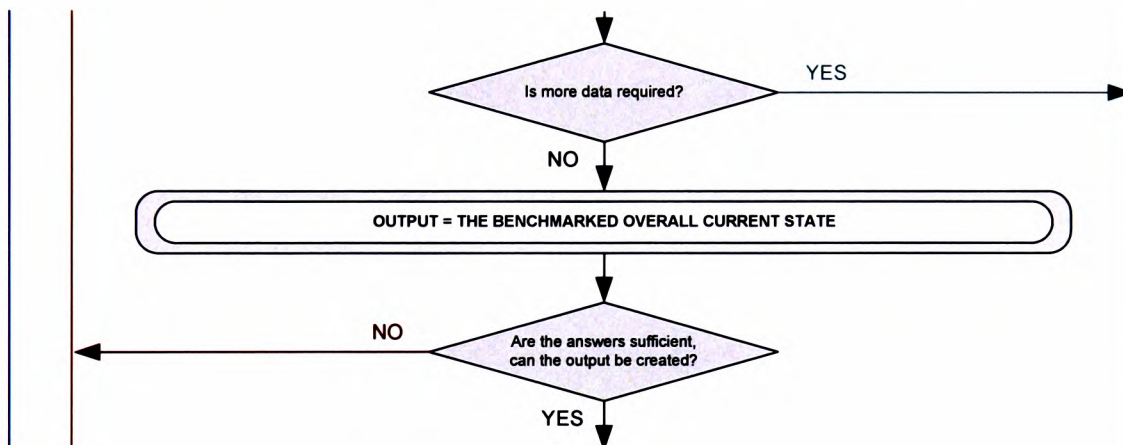 Is more data required?
YES
NO
OUTPUT = THE BENCHMARKED OVERALL CURRENT STATE
NO
Are the answers sufficient,
can the output be created?
YES